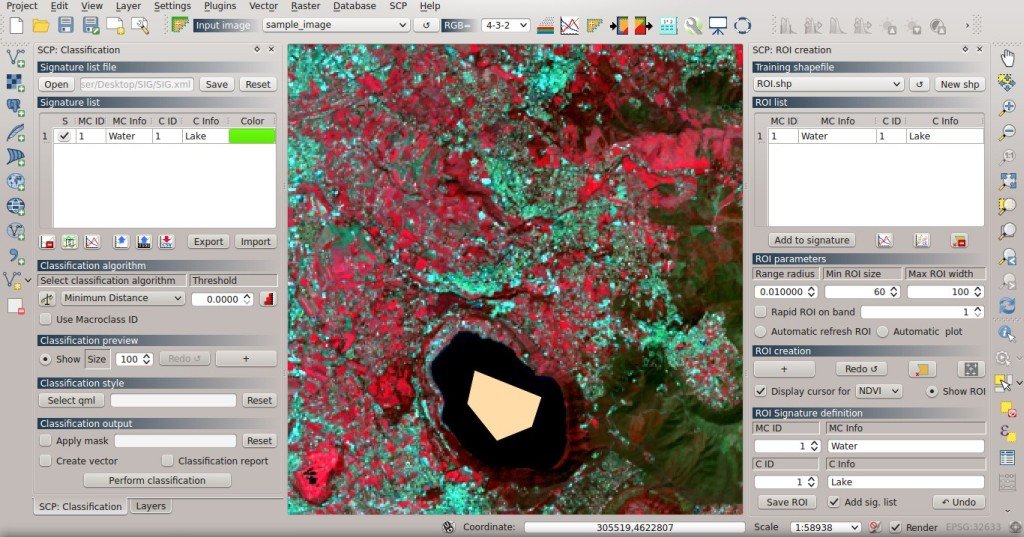 Project Edit View Layer Settings Plugins Vector Raster Database SCP Help
Input image sample_image RGB= 4-3-2
SCP: Classification
Signature list file
Open ser/Desktop/SIG/SIG.xml Save Reset
Signature list
S MC ID MC Info C ID C Info Color
1 1 Water 1 Lake
Export Import
Classification algorithm
Select classification algorithm Threshold
Minimum Distance 0.0000
Use Macroclass ID
Classification preview
Show Size 100 Redo ↺ +
Classification style
Select qml Reset
Classification output
Apply mask Reset
Create vector Classification report
Perform classification
SCP: Classification Layers
SCP: ROI creation
Training shapefile
ROI.shp ↺ New shp
ROI list
MC ID MC Info C ID C Info
1 1 Water 1 Lake
Add to signature
ROI parameters
Range radius Min ROI size Max ROI width
0.010000 60 100
Rapid ROI on band 1
Automatic refresh ROI Automatic plot
ROI creation
+ Redo ↺
Display cursor for NDVI Show ROI
ROI Signature definition
MC ID MC Info
1 Water
C ID C Info
1 Lake
Save ROI Add sig. list ↶ Undo
Coordinate: 305519,4622807 Scale 1:58938 Render EPSG:32633